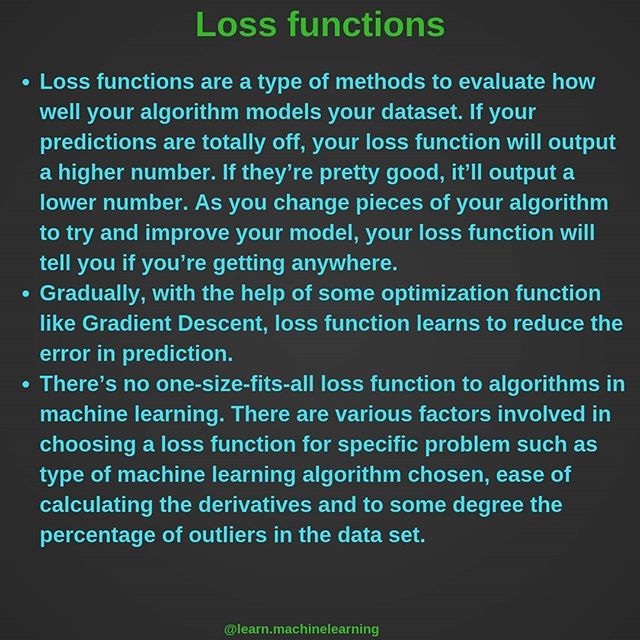 Loss functions
• Loss functions are a type of methods to evaluate how
well your algorithm models your dataset. If your
predictions are totally off, your loss function will output
a higher number. If they’re pretty good, it’ll output a
lower number. As you change pieces of your algorithm
to try and improve your model, your loss function will
tell you if you’re getting anywhere.
• Gradually, with the help of some optimization function
like Gradient Descent, loss function learns to reduce the
error in prediction.
• There’s no one-size-fits-all loss function to algorithms in
machine learning. There are various factors involved in
choosing a loss function for specific problem such as
type of machine learning algorithm chosen, ease of
calculating the derivatives and to some degree the
percentage of outliers in the data set.
@learn.machinelearning